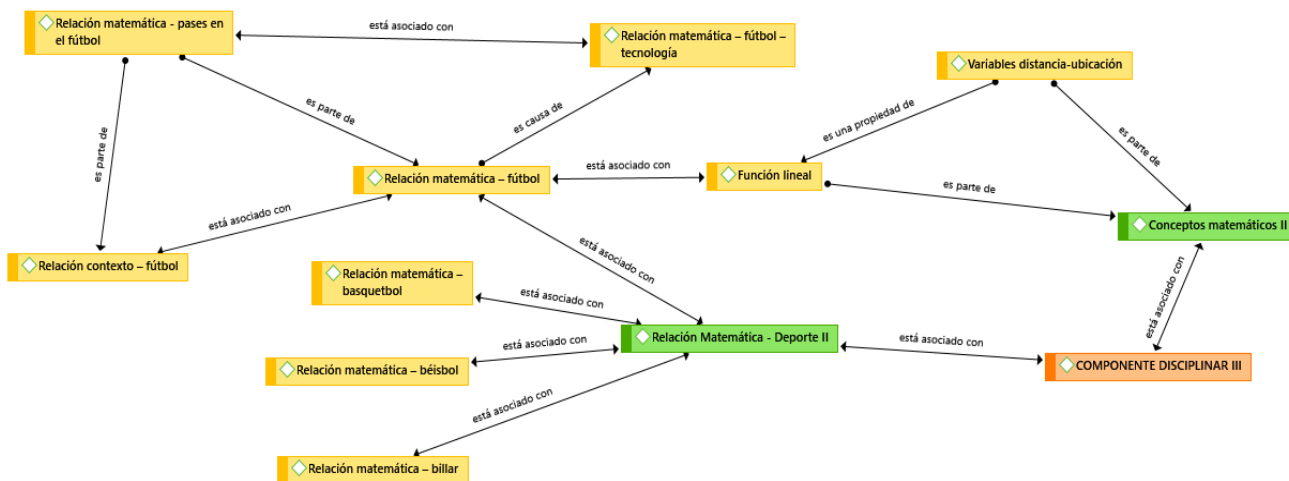 Relación matemática - pases en
el fútbol
está asociado con
Relación matemática – fútbol –
tecnología
Variables distancia-ubicación
es parte de
es parte de
es causa de
es una propiedad de
es parte de
Relación matemática – fútbol
está asociado con
Función lineal
es parte de
Conceptos matemáticos II
está asociado con
Relación contexto – fútbol
está asociado con
Relación matemática –
basquetbol
está asociado con
está asociado con
Relación Matemática - Deporte II
está asociado con
COMPONENTE DISCIPLINAR III
está asociado con
Relación matemática – béisbol
está asociado con
Relación matemática – billar